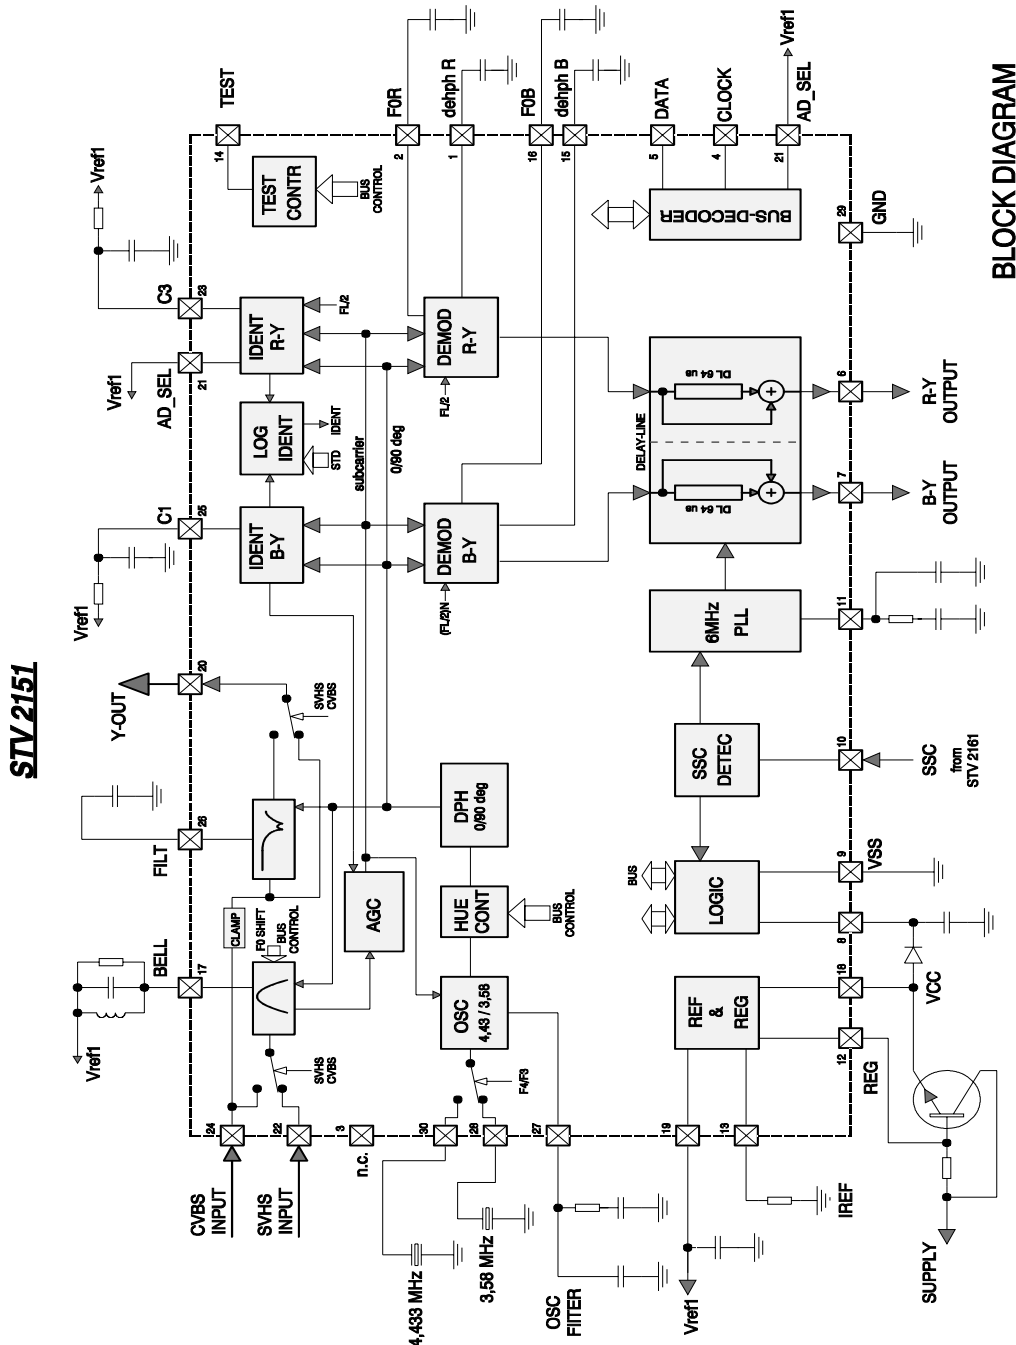 STV 2151
Vref1
BELL
17
FILT
26
Y-OUT
20
Vref1
C1
25
Vref1
AD_SEL
21
C3
23
Vref1
14
TEST
CVBS
INPUT
24
SVHS
INPUT
22
SVHS
CVBS
CLAMP
F0 SHIFT
BUS
CONTROL
SVHS
CVBS
IDENT
B-Y
LOG
IDENT
STD
IDENT
IDENT
R-Y
FL/2
TEST
CONTR
BUS
CONTROL
3
n.c.
AGC
subcarrier
0/90 deg
2
F0R
4,433 MHz
30
3,58 MHz
28
F4/F3
OSC
4,43 / 3,58
HUE
CONT
BUS
CONTROL
DPH
0/90 deg
DEMOD
B-Y
(FL/2)N
DEMOD
R-Y
FL/2
1
dehph R
OSC
FIITER
27
16
F0B
15
dehph B
Vref1
19
13
IREF
REF
&
REG
BUS
LOGIC
SSC
DETEC
6MHz
PLL
DELAY-LINE
DL 64 us
+
DL 64 us
+
BUS-DECODER
5
DATA
4
CLOCK
21
AD_SEL
Vref1
SUPPLY
12
REG
18
VCC
8
9
VSS
10
SSC
from
STV 2161
11
7
B-Y
OUTPUT
6
R-Y
OUTPUT
29
GND
BLOCK DIAGRAM